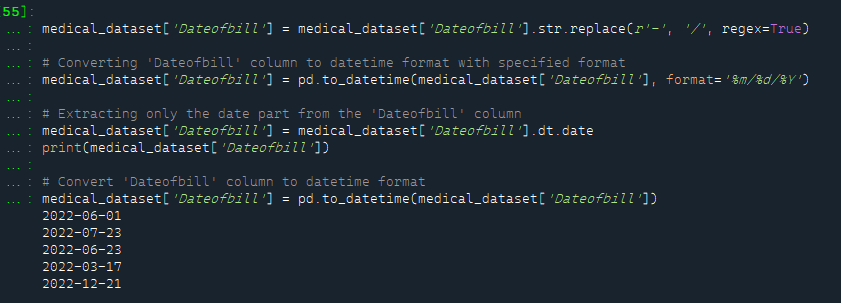 55]:
... : medical_dataset['Dateofbill'] = medical_dataset['Dateofbill'].str.replace(r'-', '/', regex=True)
... :
... : # Converting 'Dateofbill' column to datetime format with specified format
... : medical_dataset['Dateofbill'] = pd.to_datetime(medical_dataset['Dateofbill'], format='%m/%d/%Y')
... :
... : # Extracting only the date part from the 'Dateofbill' column
... : medical_dataset['Dateofbill'] = medical_dataset['Dateofbill'].dt.date
... : print(medical_dataset['Dateofbill'])
... :
... : # Convert 'Dateofbill' column to datetime format
... : medical_dataset['Dateofbill'] = pd.to_datetime(medical_dataset['Dateofbill'])
2022-06-01
2022-07-23
2022-06-23
2022-03-17
2022-12-21